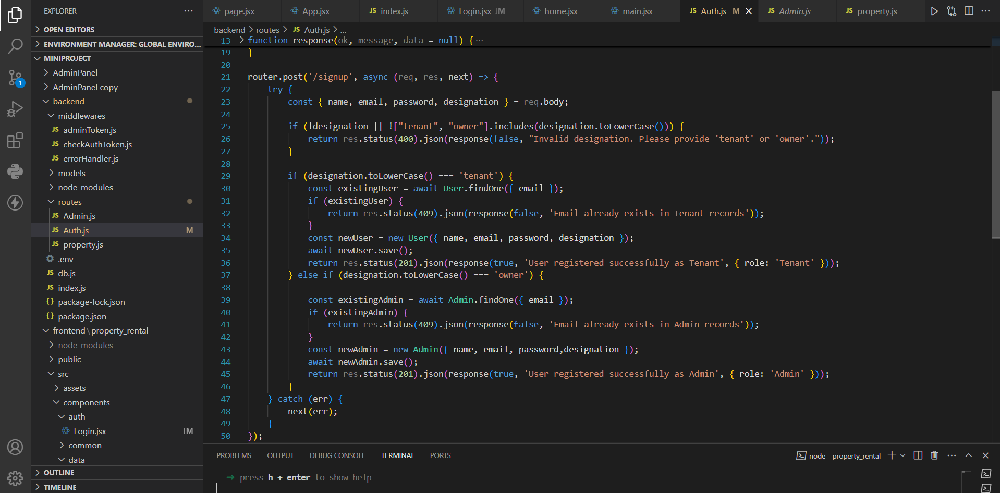 EXPLORER ...
OPEN EDITORS
ENVIRONMENT MANAGER: GLOBAL ENVIRO...
MINIPROJECT
AdminPanel
AdminPanel copy
backend
middlewares
JS adminToken.js
JS checkAuthToken.js
JS errorHandler.js
models
node_modules
routes
JS Admin.js
JS Auth.js M
JS property.js
.env
JS db.js
JS index.js
{} package-lock.json
{} package.json
frontend\property_rental
node_modules
public
src
assets
components
auth
Login.jsx ↓M
common
data
OUTLINE
TIMELINE
1
page.jsx App.jsx JS index.js Login.jsx ↓M home.jsx main.jsx JS Auth.js M JS Admin.js JS property.js
backend > routes > JS Auth.js > ...
13 function response(ok, message, data = null) { ...
19 }
20
21 router.post('/signup', async (req, res, next) => {
22 try {
23 const { name, email, password, designation } = req.body;
24
25 if (!designation || !["tenant", "owner"].includes(designation.toLowerCase())) {
26 return res.status(400).json(response(false, "Invalid designation. Please provide 'tenant' or 'owner'."));
27 }
28
29 if (designation.toLowerCase() === 'tenant') {
30 const existingUser = await User.findOne({ email });
31 if (existingUser) {
32 return res.status(409).json(response(false, 'Email already exists in Tenant records'));
33 }
34 const newUser = new User({ name, email, password, designation });
35 await newUser.save();
36 return res.status(201).json(response(true, 'User registered successfully as Tenant', { role: 'Tenant' }));
37 } else if (designation.toLowerCase() === 'owner') {
38
39 const existingAdmin = await Admin.findOne({ email });
40 if (existingAdmin) {
41 return res.status(409).json(response(false, 'Email already exists in Admin records'));
42 }
43 const newAdmin = new Admin({ name, email, password,designation });
44 await newAdmin.save();
45 return res.status(201).json(response(true, 'User registered successfully as Admin', { role: 'Admin' }));
46 }
47 } catch (err) {
48 next(err);
49 }
50 });
PROBLEMS OUTPUT DEBUG CONSOLE TERMINAL PORTS node - property_rental
→ press h + enter to show help